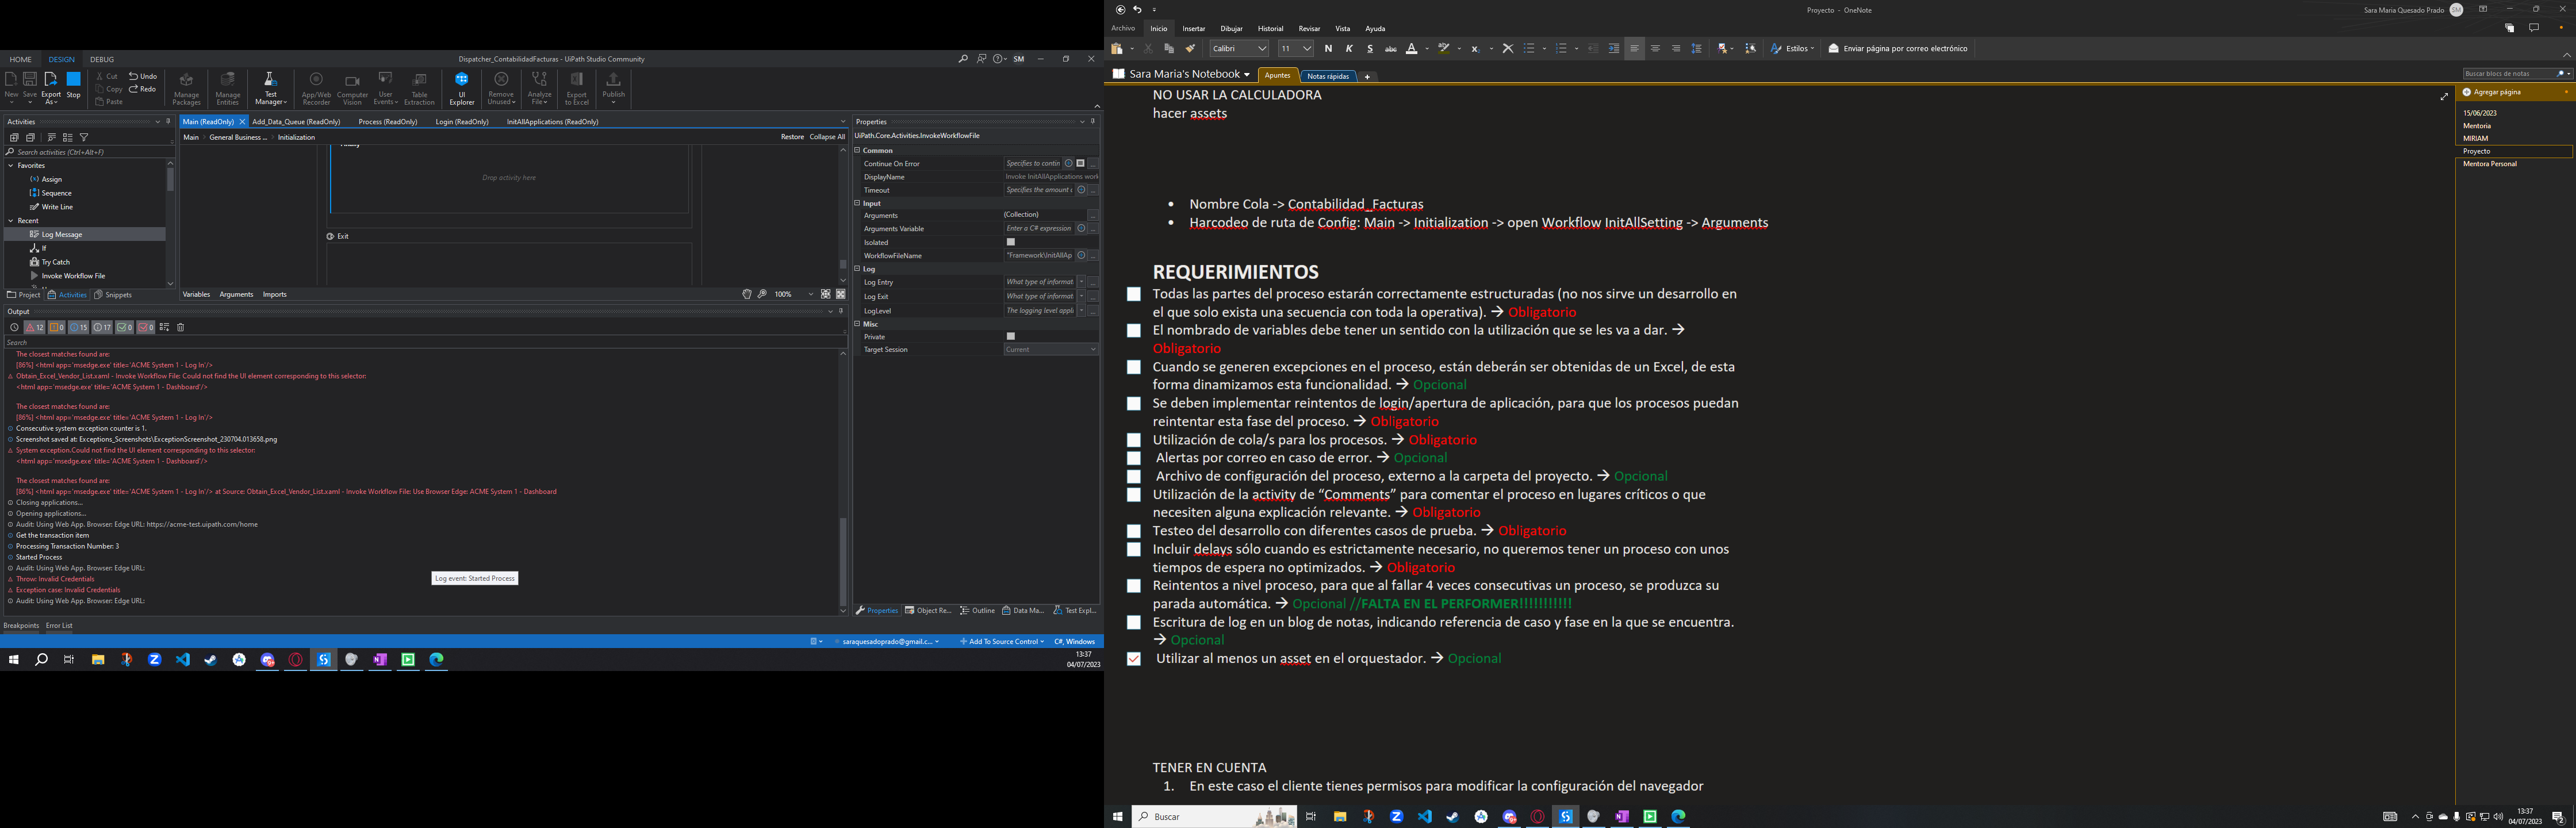 HOME DESIGN DEBUG
Dispatcher_ContabilidadFacturas - UiPath Studio Community
SM
New Save Export As Stop
Cut Copy Paste
Undo Redo
Manage Packages
Manage Entities
Test Manager
App/Web Recorder
Computer Vision
User Events
Table Extraction
UI Explorer
Remove Unused
Analyze File
Export to Excel
Publish
Activities
Search activities (Ctrl+Alt+F)
Favorites
Assign
Sequence
Write Line
Recent
Log Message
If
Try Catch
Invoke Workflow File
Project Activities Snippets
Main (ReadOnly) Add_Data_Queue (ReadOnly) Process (ReadOnly) Login (ReadOnly) InitAllApplications (ReadOnly)
Main General Business ... Initialization
Restore Collapse All
Drop activity here
Exit
Variables Arguments Imports
100%
Properties
UiPath.Core.Activities.InvokeWorkflowFile
Common
Continue On Error Specifies to contin
DisplayName Invoke InitAllApplications work
Timeout Specifies the amount o
Input
Arguments (Collection)
Arguments Variable Enter a C# expression
Isolated
WorkflowFileName "Framework\InitAllAp
Log
Log Entry What type of informat
Log Exit What type of informat
LogLevel The logging level appli
Misc
Private
Target Session Current
Properties Object Re... Outline Data Ma... Test Expl...
Output
12 0 15 17 0 0
Search
The closest matches found are:
[86%] <html app='msedge.exe' title='ACME System 1 - Log In'/>
Obtain_Excel_Vendor_List.xaml - Invoke Workflow File: Could not find the UI element corresponding to this selector:
<html app='msedge.exe' title='ACME System 1 - Dashboard'/>
The closest matches found are:
[86%] <html app='msedge.exe' title='ACME System 1 - Log In'/>
Consecutive system exception counter is 1.
Screenshot saved at: Exceptions_Screenshots\ExceptionScreenshot_230704.013658.png
System exception.Could not find the UI element corresponding to this selector:
<html app='msedge.exe' title='ACME System 1 - Dashboard'/>
The closest matches found are:
[86%] <html app='msedge.exe' title='ACME System 1 - Log In'/> at Source: Obtain_Excel_Vendor_List.xaml - Invoke Workflow File: Use Browser Edge: ACME System 1 - Dashboard
Closing applications...
Opening applications...
Audit: Using Web App. Browser: Edge URL: https://acme-test.uipath.com/home
Get the transaction item
Processing Transaction Number: 3
Started Process
Audit: Using Web App. Browser: Edge URL:
Log event: Started Process
Throw: Invalid Credentials
Exception case: Invalid Credentials
Audit: Using Web App. Browser: Edge URL:
Breakpoints Error List
saraquesadoprado@gmail.c... Add To Source Control C#, Windows
13:37
04/07/2023
Proyecto - OneNote
Sara Maria Quesado Prado SM
Archivo Inicio Insertar Dibujar Historial Revisar Vista Ayuda
Calibri 11 N K S abc A Estilos Enviar página por correo electrónico
Sara Maria's Notebook Apuntes Notas rápidas +
Buscar blocs de notas
Agregar página
15/06/2023
Mentoria
MIRIAM
Proyecto
Mentora Personal
NO USAR LA CALCULADORA
hacer assets
• Nombre Cola -> Contabilidad_Facturas
• Harcodeo de ruta de Config: Main -> Initialization -> open Workflow InitAllSetting -> Arguments
REQUERIMIENTOS
Todas las partes del proceso estarán correctamente estructuradas (no nos sirve un desarrollo en
el que solo exista una secuencia con toda la operativa). → Obligatorio
El nombrado de variables debe tener un sentido con la utilización que se les va a dar. →
Obligatorio
Cuando se generen excepciones en el proceso, están deberán ser obtenidas de un Excel, de esta
forma dinamizamos esta funcionalidad. → Opcional
Se deben implementar reintentos de login/apertura de aplicación, para que los procesos puedan
reintentar esta fase del proceso. → Obligatorio
Utilización de cola/s para los procesos. → Obligatorio
Alertas por correo en caso de error. → Opcional
Archivo de configuración del proceso, externo a la carpeta del proyecto. → Opcional
Utilización de la activity de “Comments” para comentar el proceso en lugares críticos o que
necesiten alguna explicación relevante. → Obligatorio
Testeo del desarrollo con diferentes casos de prueba. → Obligatorio
Incluir delays sólo cuando es estrictamente necesario, no queremos tener un proceso con unos
tiempos de espera no optimizados. → Obligatorio
Reintentos a nivel proceso, para que al fallar 4 veces consecutivas un proceso, se produzca su
parada automática. → Opcional //FALTA EN EL PERFORMER!!!!!!!!!!!
Escritura de log en un blog de notas, indicando referencia de caso y fase en la que se encuentra.
→ Opcional
Utilizar al menos un asset en el orquestador. → Opcional
TENER EN CUENTA
1. En este caso el cliente tienes permisos para modificar la configuración del navegador
Buscar
13:37
04/07/2023